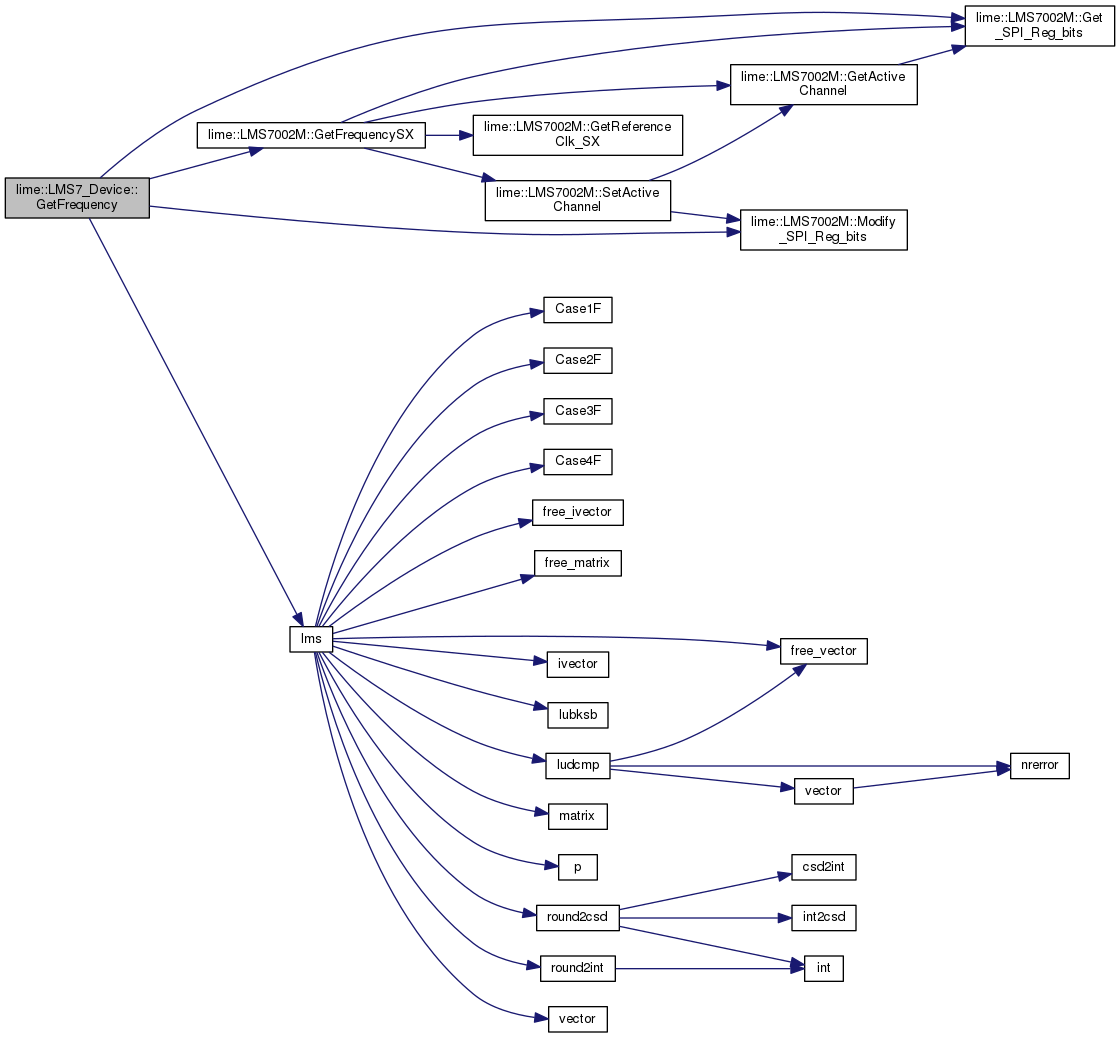 lime::LMS7002M::Get
_SPI_Reg_bits
lime::LMS7002M::GetActive
Channel
lime::LMS7002M::GetFrequencySX
lime::LMS7002M::GetReference
Clk_SX
lime::LMS7_Device::
GetFrequency
lime::LMS7002M::SetActive
Channel
lime::LMS7002M::Modify
_SPI_Reg_bits
Case1F
Case2F
Case3F
Case4F
free_ivector
free_matrix
lms
free_vector
ivector
lubksb
ludcmp
nrerror
vector
matrix
p
csd2int
round2csd
int2csd
round2int
int
vector